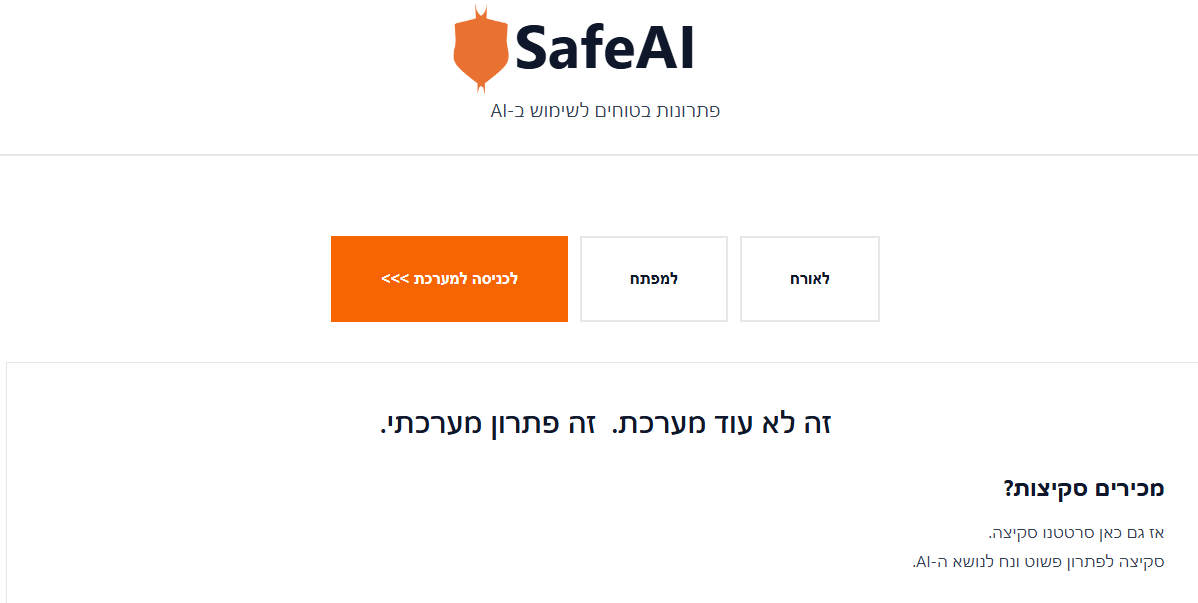 SafeAI
פתרונות בטוחים לשימוש ב-AI
לאורח
למפתח
לכניסה למערכת >>>
זה לא עוד מערכת. זה פתרון מערכתי.
מכירים סקיצות?
אז גם כאן סרטטנו סקיצה.
סקיצה לפתרון פשוט ונח לנושא ה-AI.